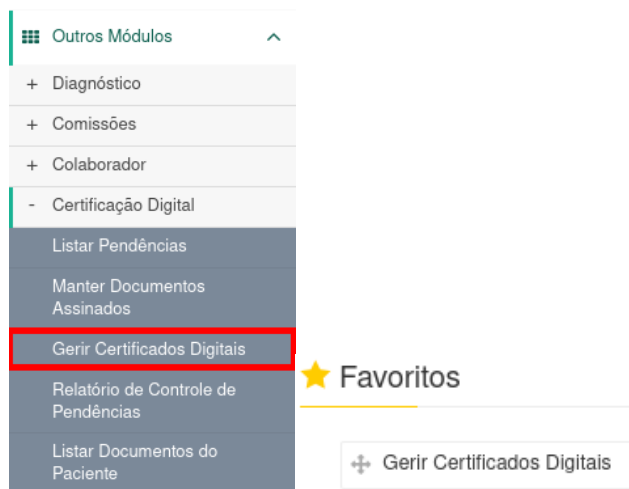 Outros Módulos
+ Diagnóstico
+ Comissões
+ Colaborador
- Certificação Digital
Listar Pendências
Manter Documentos
Assinados
Gerir Certificados Digitais
Relatório de Controle de
Pendências
Listar Documentos do
Paciente
Favoritos
Gerir Certificados Digitais